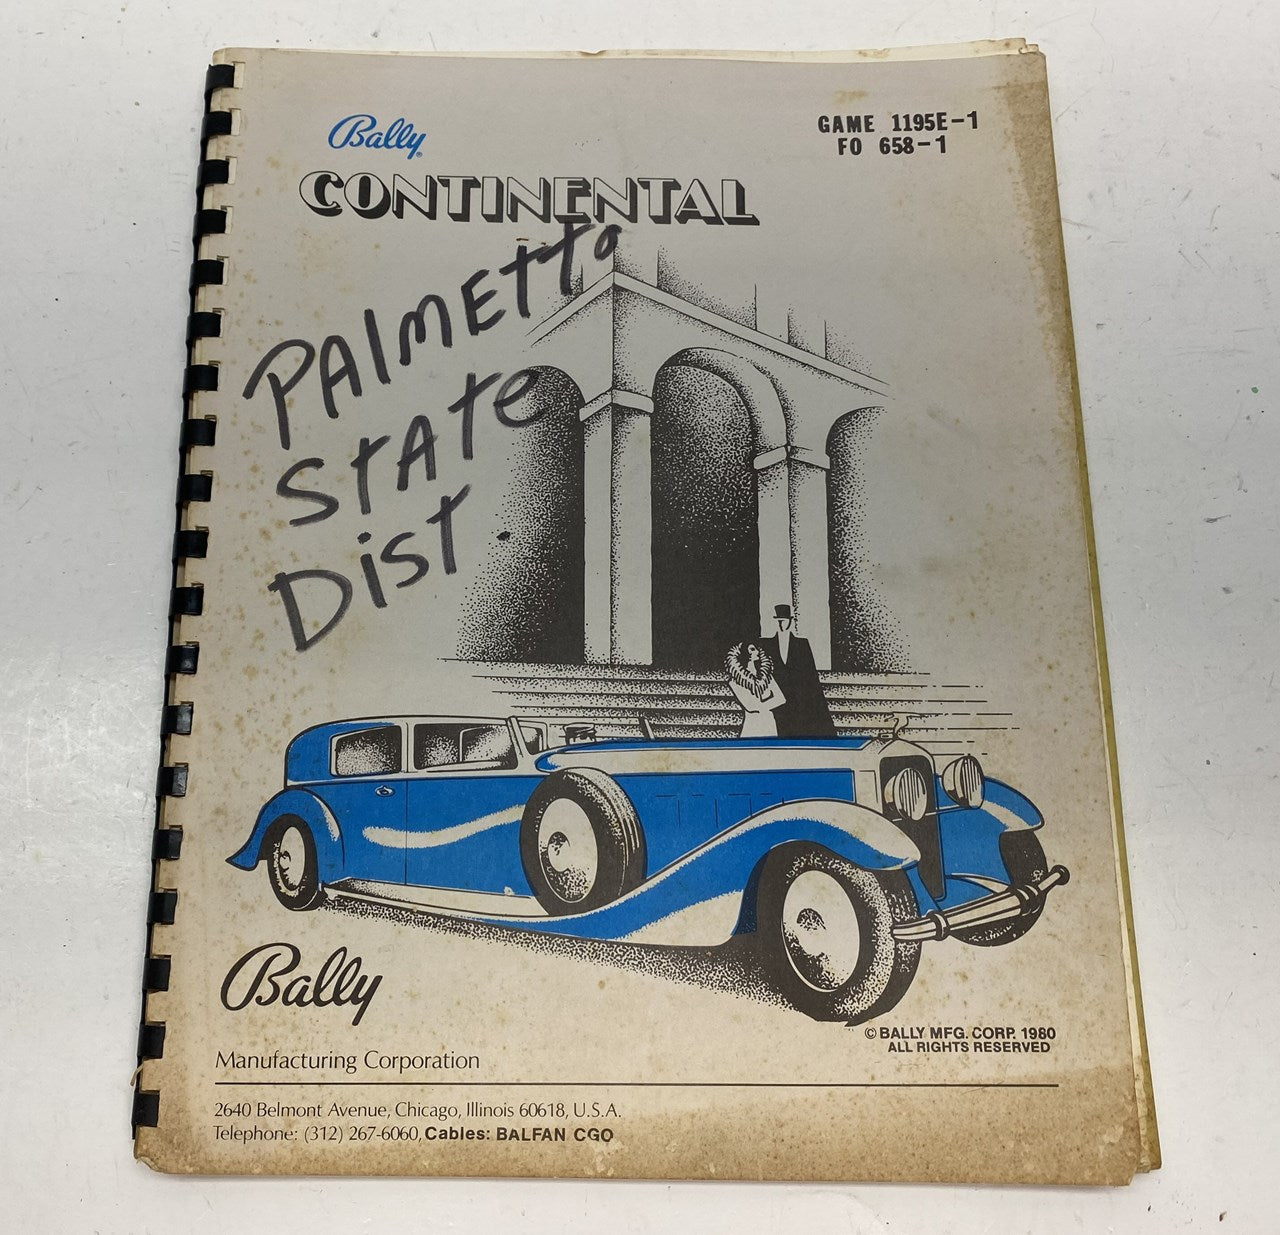 Bally®
GAME 1195E-1
FO 658-1
CONTINENTAL
PALMEtto
StAte
Dist.
Bally
© BALLY MFG. CORP. 1980
ALL RIGHTS RESERVED
Manufacturing Corporation
2640 Belmont Avenue, Chicago, Illinois 60618, U.S.A.
Telephone: (312) 267-6060, Cables: BALFAN CGO